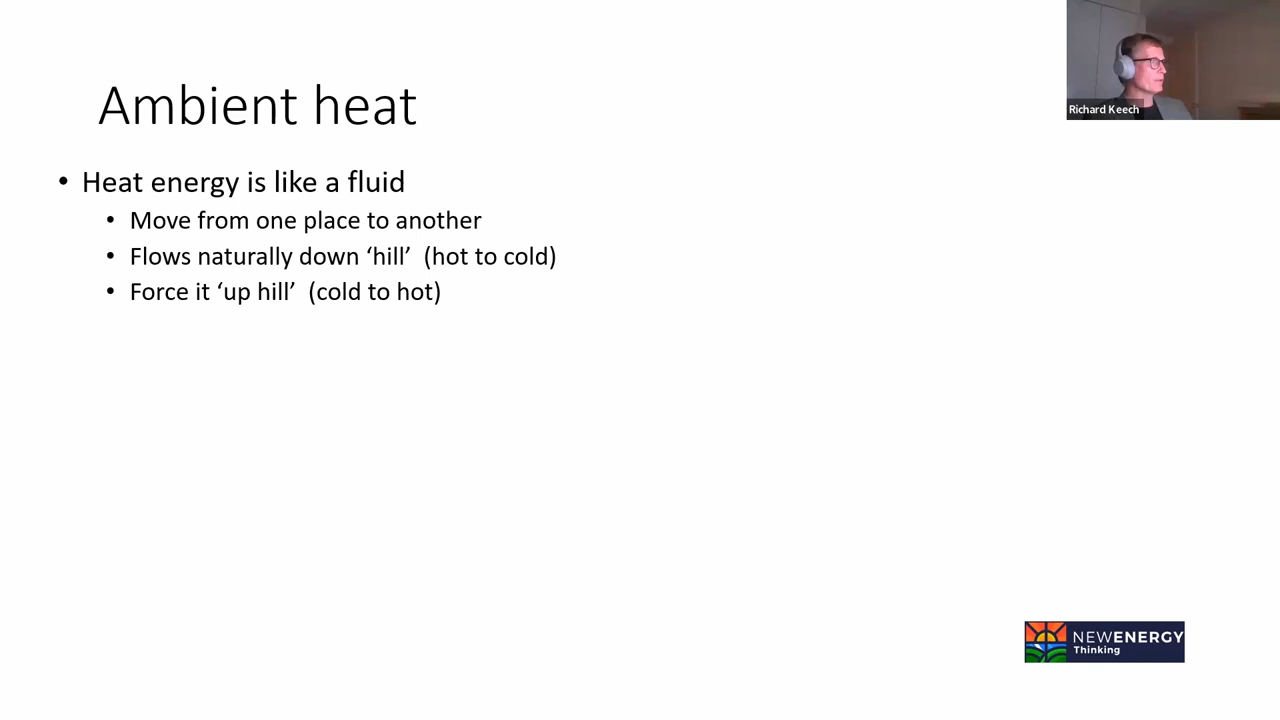 Ambient heat
Richard Keech
• Heat energy is like a fluid
• Move from one place to another
• Flows naturally down ‘hill’ (hot to cold)
• Force it ‘up hill’ (cold to hot)
NEWENERGY
Thinking